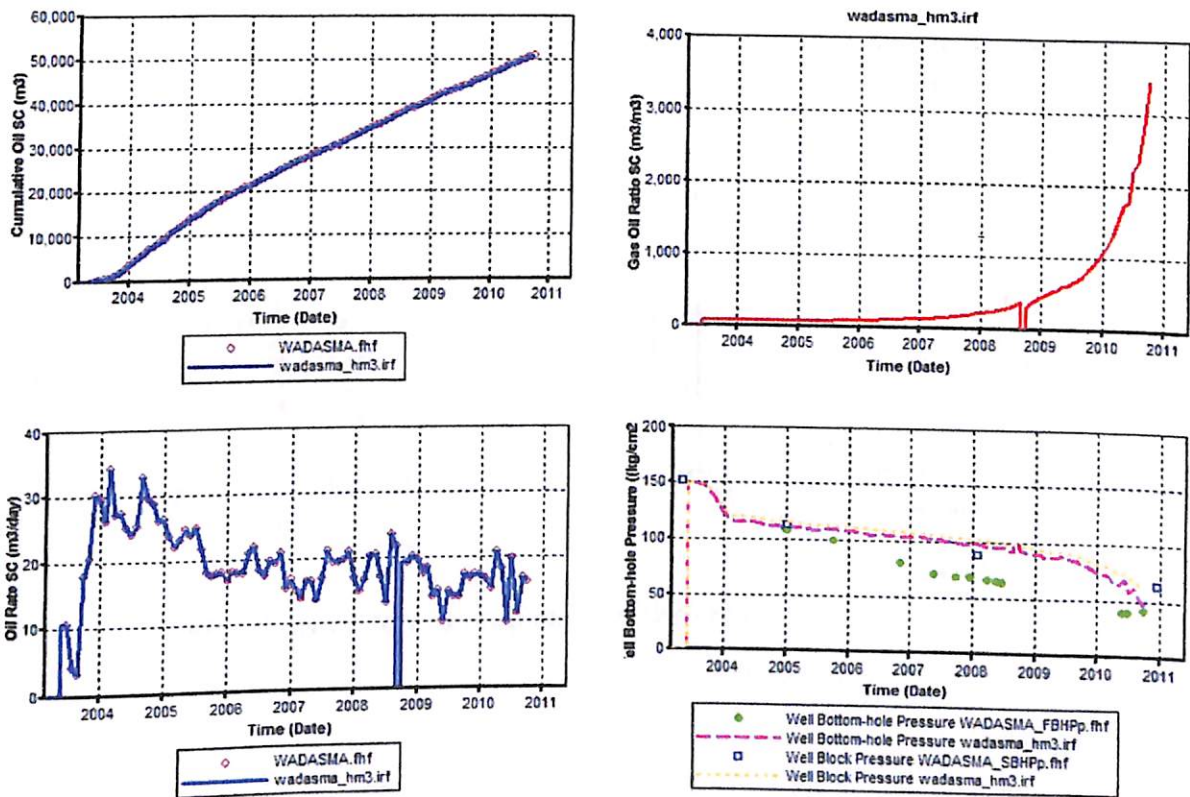 60,000
50,000
40,000
30,000
20,000
10,000
0
Cumulative Oil SC (m3)
2004 2005 2006 2007 2008 2009 2010 2011
Time (Date)
WADASMA.fhf
wadasma_hm3.irf
wadasma_hm3.irf
4,000
3,000
2,000
1,000
0
Gas Oil Ratio SC (m3/m3)
2004 2005 2006 2007 2008 2009 2010 2011
Time (Date)
40
30
20
10
0
Oil Rate SC (m3/day)
2004 2005 2006 2007 2008 2009 2010 2011
Time (Date)
WADASMA.fhf
wadasma_hm3.irf
200
150
100
50
0
ell Bottom-hole Pressure ((kg/cm2
2004 2005 2006 2007 2008 2009 2010 2011
Time (Date)
Well Bottom-hole Pressure WADASMA_FBHPp.fhf
Well Bottom-hole Pressure wadasma_hm3.irf
Well Block Pressure WADASMA_SBHPp.fhf
Well Block Pressure wadasma_hm3.irf